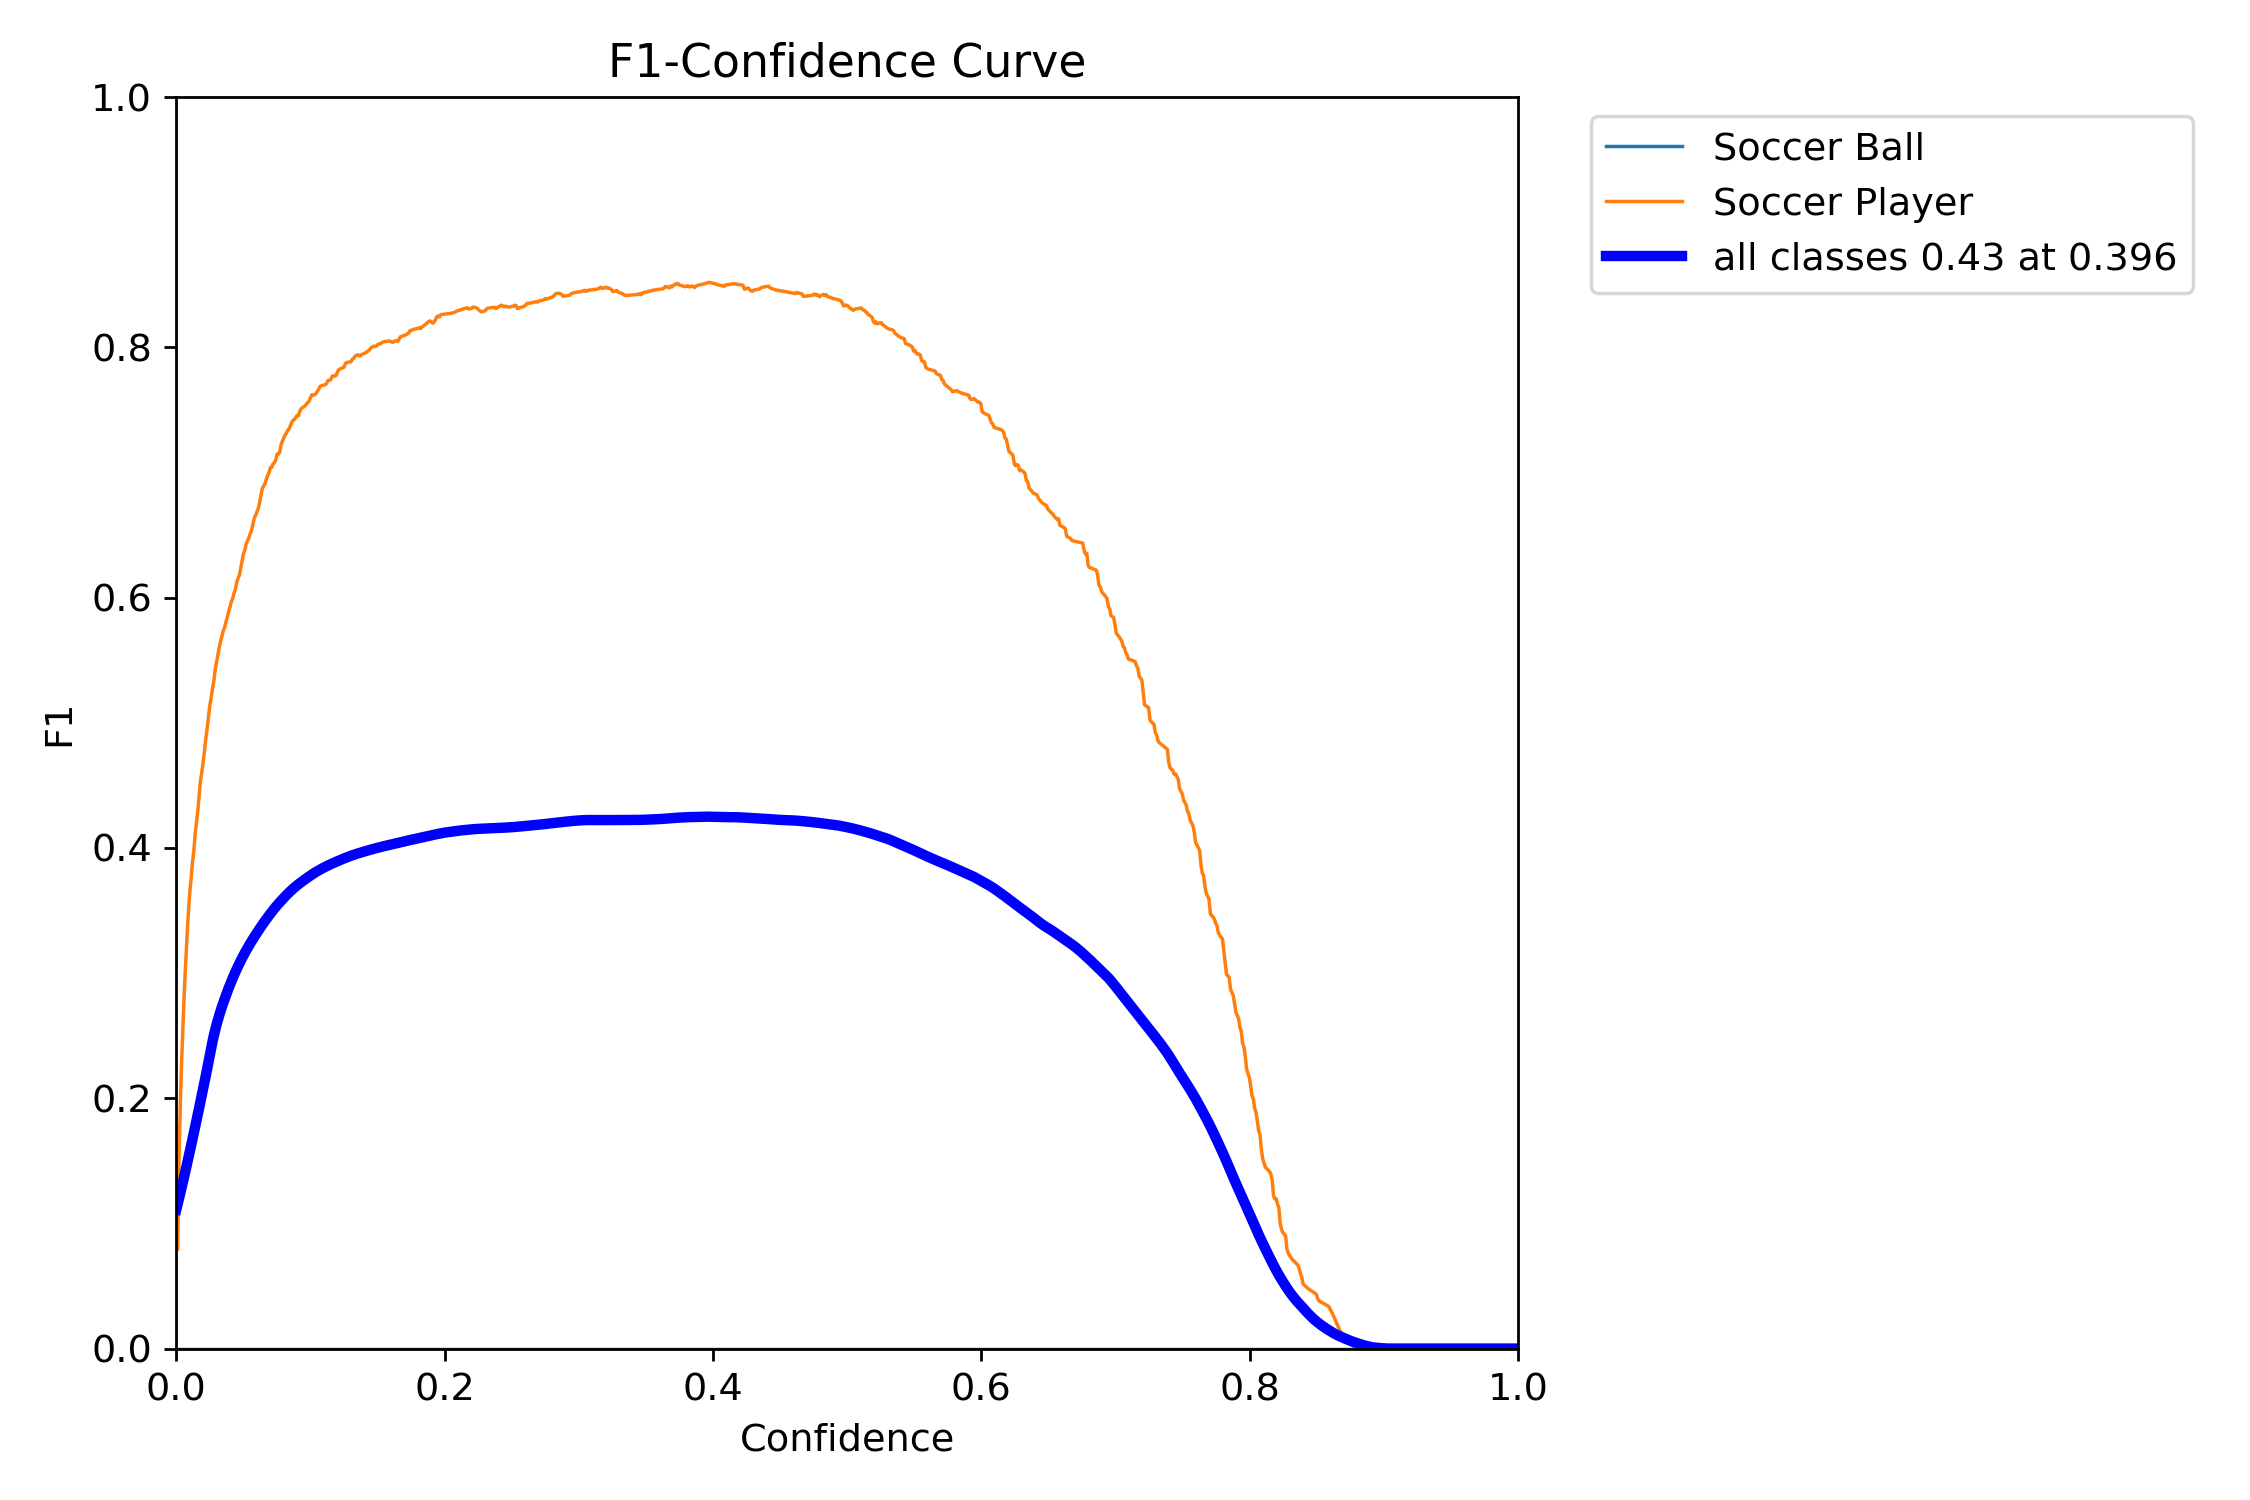 F1-Confidence Curve
1.0
0.8
0.6
0.4
0.2
0.0
F1
0.0 0.2 0.4 0.6 0.8 1.0
Confidence
Soccer Ball
Soccer Player
all classes 0.43 at 0.396